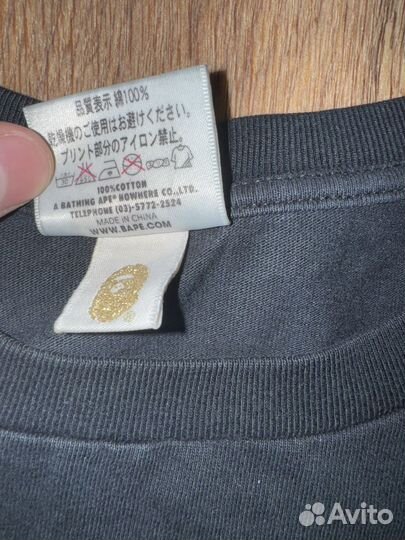 品質表示 綿100%
乾燥機のご使用はお避けください。
プリント部分のアイロン禁止
100%COTTON
A BATHING APE® NOWHERE CO.,LTD.
TELEPHONE (03)-5772-2524
MADE IN CHINA
WWW.BAPE.COM
®
Avito